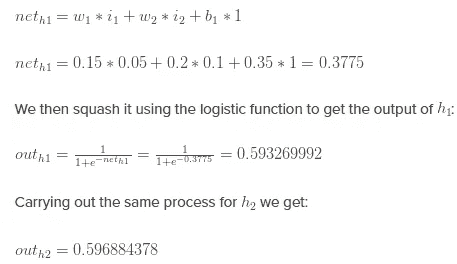 net_{h1} = w_1 * i_1 + w_2 * i_2 + b_1 * 1
net_{h1} = 0.15 * 0.05 + 0.2 * 0.1 + 0.35 * 1 = 0.3775
We then squash it using the logistic function to get the output of h_1:
out_{h1} = \frac{1}{1+e^{-net_{h1}}} = \frac{1}{1+e^{-0.3775}} = 0.593269992
Carrying out the same process for h_2 we get:
out_{h2} = 0.596884378